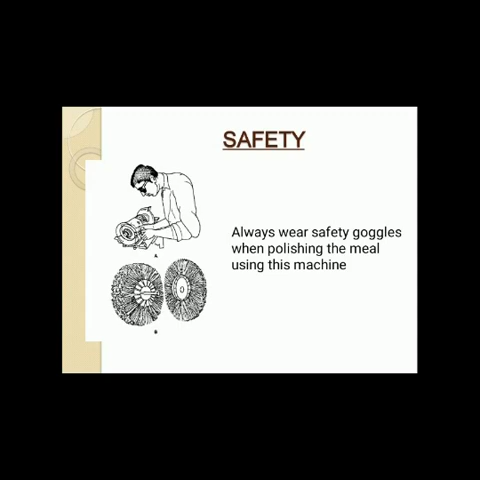 SAFETY
Always wear safety goggles
when polishing the meal
using this machine
A
B